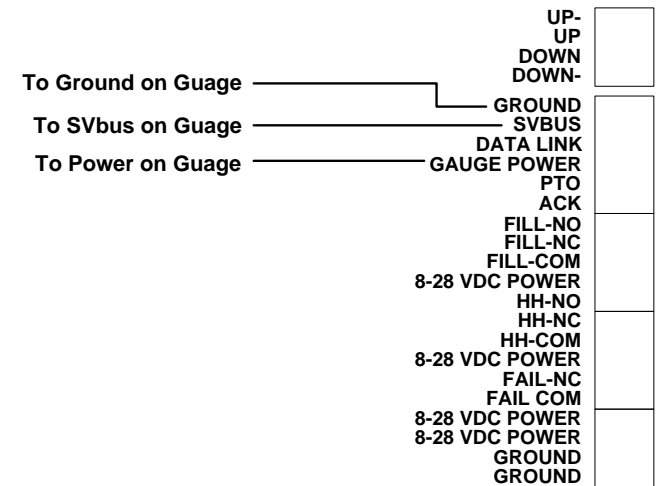 UP-
UP
DOWN
DOWN-
To Ground on Guage
GROUND
To SVbus on Guage
SVBUS
DATA LINK
To Power on Guage
GAUGE POWER
PTO
ACK
FILL-NO
FILL-NC
FILL-COM
8-28 VDC POWER
HH-NO
HH-NC
HH-COM
8-28 VDC POWER
FAIL-NC
FAIL COM
8-28 VDC POWER
8-28 VDC POWER
GROUND
GROUND